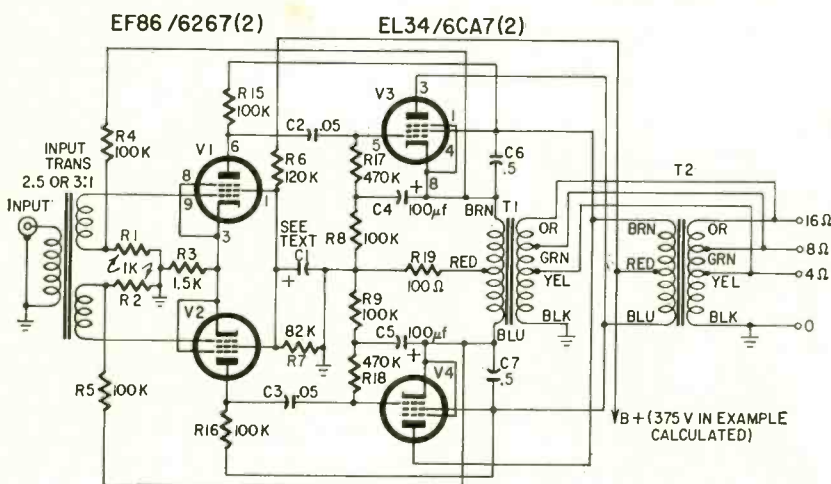 EF86/6267(2)
EL34/6CA7(2)
R15
100K
V3
3
1
4
8
5
C2 .05
R4
100K
INPUT
TRANS
2.5 OR 3:1
INPUT
V1
6
8
9
1
3
R6
120K
R17
470K
C4
100μf
BRN
C6
.5
T1
T2
OR
GRN
YEL
BLK
RED
BLU
R1
1K
R2
R3
1.5K
SEE
TEXT
C1
+
R8
100K
R19
100Ω
R9
100K
C5 100μf
+
V2
82K
R7
470K
R18
V4
C7
.5
R5
100K
C3 .05
R16
100K
BRN
RED
BLU
OR
GRN
YEL
BLK
16Ω
8Ω
4Ω
0
B+(375 V IN EXAMPLE
CALCULATED)